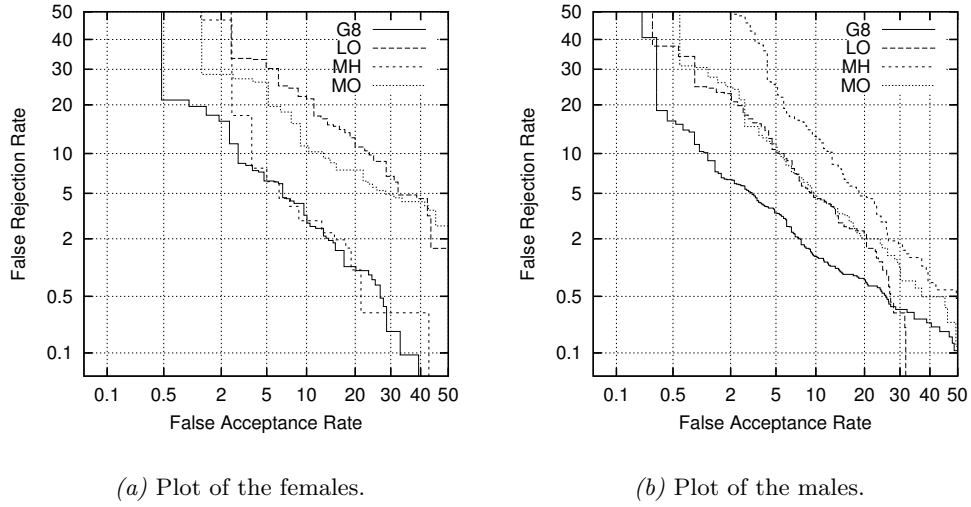 50
40
30
20
10
5
2
0.5
0.1
False Rejection Rate
G8
LO
MH
MO
0.1 0.5 2 5 10 20 30 40 50
False Acceptance Rate
(a) Plot of the females.
50
40
30
20
10
5
2
0.5
0.1
False Rejection Rate
G8
LO
MH
MO
0.1 0.5 2 5 10 20 30 40 50
False Acceptance Rate
(b) Plot of the males.